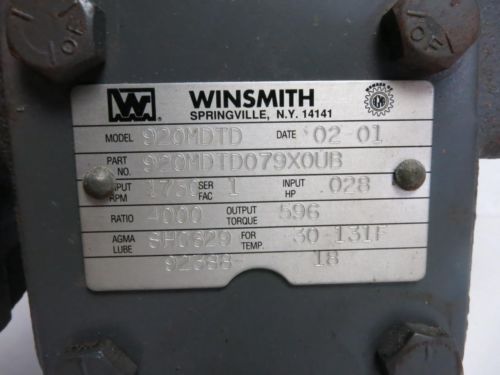 W WINSMITH
SPRINGVILLE, N.Y. 14141
MODEL 920MDTD DATE 02-01
PART NO. 920MDTD079X0UB
INPUT RPM 1750 SER FAC 1 INPUT HP .028
RATIO 4000 OUTPUT TORQUE 596
AGMA LUBE SHC629 FOR TEMP. 30-131F
92398- 18